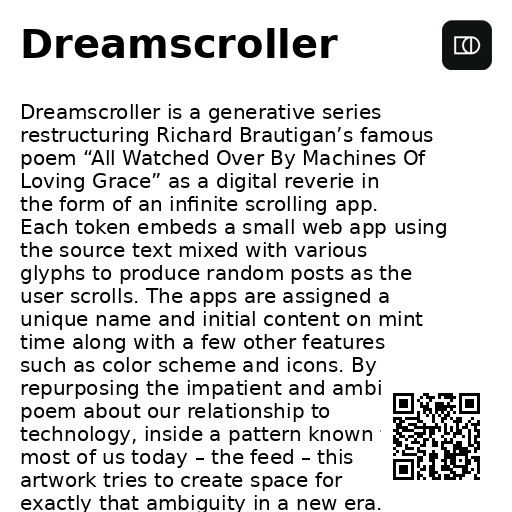 Dreamscroller
Dreamscroller is a generative series
restructuring Richard Brautigan’s famous
poem “All Watched Over By Machines Of
Loving Grace” as a digital reverie in
the form of an infinite scrolling app.
Each token embeds a small web app using
the source text mixed with various
glyphs to produce random posts as the
user scrolls. The apps are assigned a
unique name and initial content on mint
time along with a few other features
such as color scheme and icons. By
repurposing the impatient and ambi
poem about our relationship to
technology, inside a pattern known
most of us today – the feed – this
artwork tries to create space for
exactly that ambiguity in a new era.